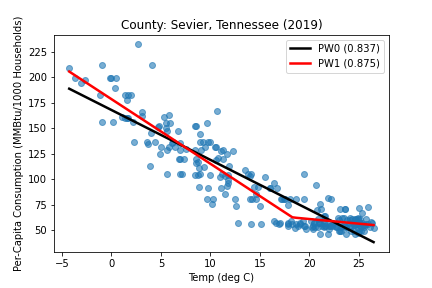 County: Sevier, Tennessee (2019)
PW0 (0.837)
PW1 (0.875)
Per-Capita Consumption (MMBtu/1000 Households)
225
200
175
150
125
100
75
50
−5 0 5 10 15 20 25
Temp (deg C)